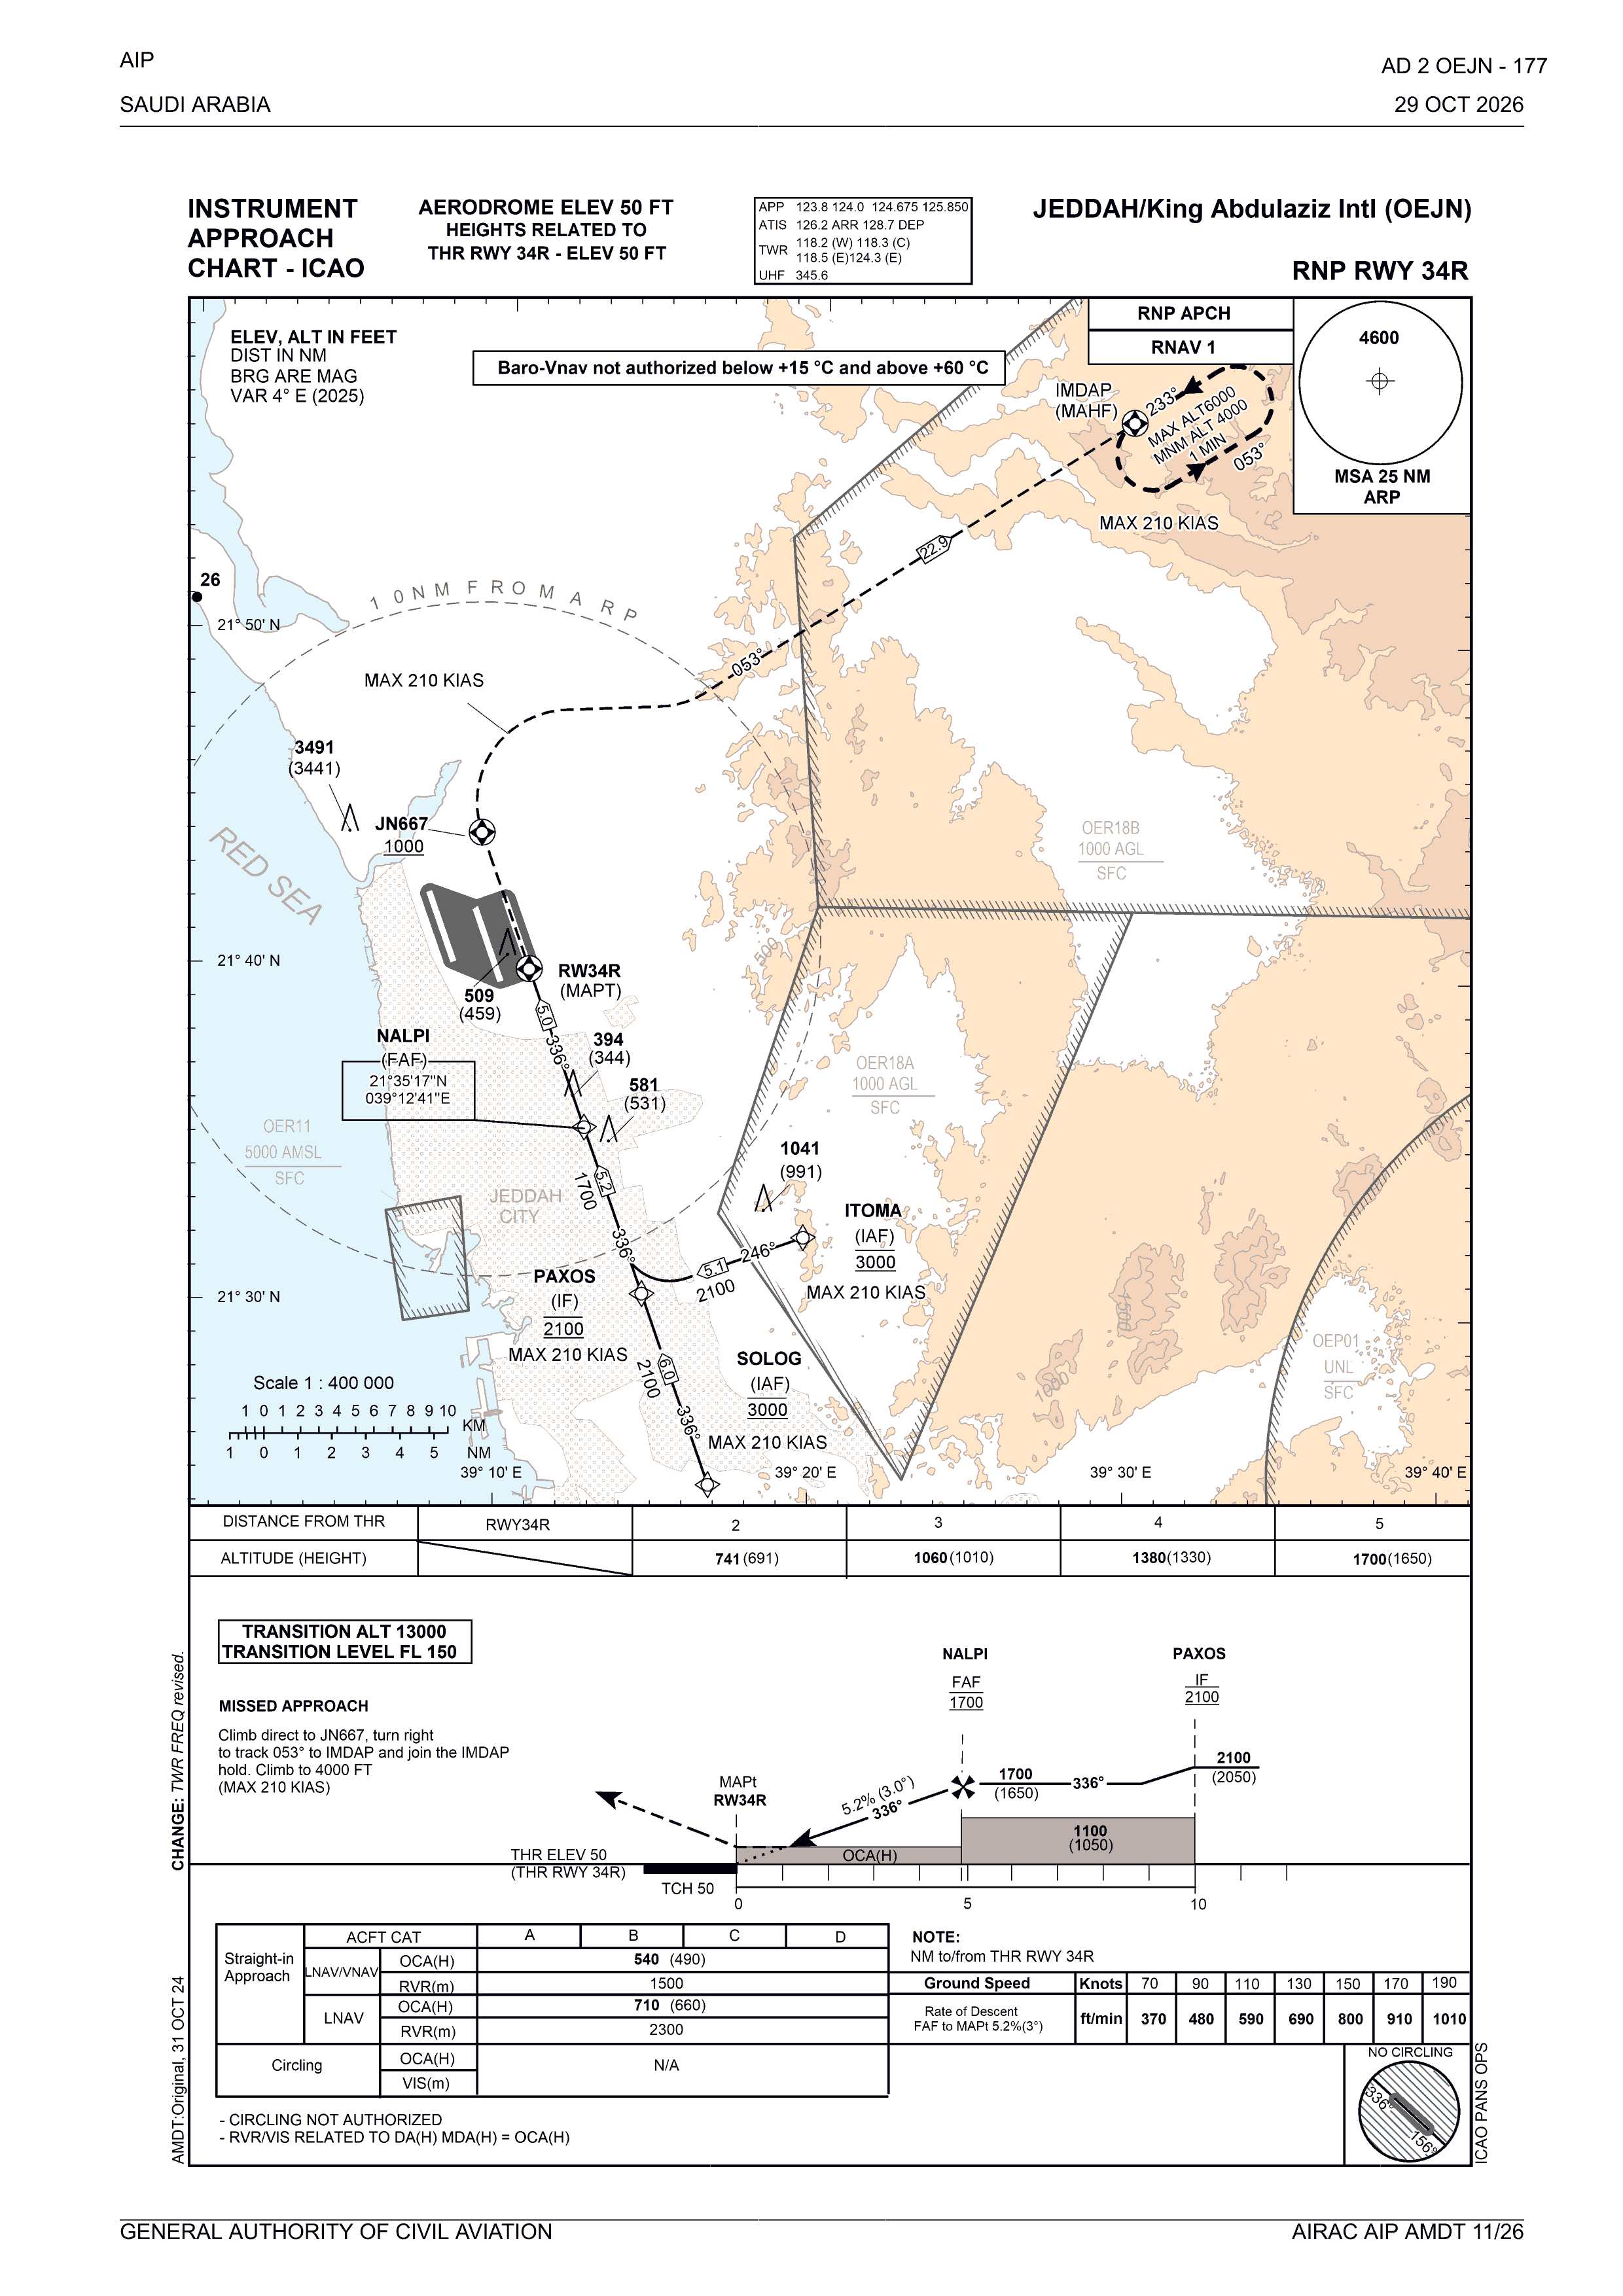 AIP
AD 2 OEJN - 177
SAUDI ARABIA
29 OCT 2026
INSTRUMENT
APPROACH
CHART - ICAO
AERODROME ELEV 50 FT
HEIGHTS RELATED TO
THR RWY 34R - ELEV 50 FT
APP 123.8 124.0 124.675 125.850
ATIS 126.2 ARR 128.7 DEP
TWR 118.2 (W) 118.3 (C)
118.5 (E)124.3 (E)
UHF 345.6
JEDDAH/King Abdulaziz Intl (OEJN)
RNP RWY 34R
ELEV, ALT IN FEET
DIST IN NM
BRG ARE MAG
VAR 4° E (2025)
Baro-Vnav not authorized below +15 °C and above +60 °C
RNP APCH
RNAV 1
4600
MSA 25 NM
ARP
IMDAP
(MAHF)
233°
MAX ALT6000
MNM ALT 4000
1 MIN
053°
MAX 210 KIAS
22.9
053°
26
21° 50' N
10NM FROM ARP
MAX 210 KIAS
3491
(3441)
JN667
1000
RED SEA
OER18B
1000 AGL
SFC
500
21° 40' N
RW34R
(MAPT)
509
(459)
5.0
336°
NALPI
(FAF)
21°35'17"N
039°12'41"E
394
(344)
581
(531)
OER18A
1000 AGL
SFC
OER11
5000 AMSL
SFC
1041
(991)
5.2
1700
JEDDAH
CITY
336°
ITOMA
(IAF)
3000
MAX 210 KIAS
246°
5.1
2100
PAXOS
(IF)
2100
MAX 210 KIAS
21° 30' N
1500
OEP01
UNL
SFC
6.0
2100
336°
SOLOG
(IAF)
3000
MAX 210 KIAS
1000
Scale 1 : 400 000
1 0 1 2 3 4 5 6 7 8 9 10
KM
1 0 1 2 3 4 5 NM
39° 10' E
39° 20' E
39° 30' E
39° 40' E
DISTANCE FROM THR RWY34R 2 3 4 5
ALTITUDE (HEIGHT) 741(691) 1060(1010) 1380(1330) 1700(1650)
TRANSITION ALT 13000
TRANSITION LEVEL FL 150
MISSED APPROACH
Climb direct to JN667, turn right
to track 053° to IMDAP and join the IMDAP
hold. Climb to 4000 FT
(MAX 210 KIAS)
NALPI
FAF
1700
PAXOS
IF
2100
MAPt
RW34R
5.2% (3.0°)
336°
1700
(1650)
336°
2100
(2050)
1100
(1050)
OCA(H)
THR ELEV 50
(THR RWY 34R)
TCH 50
0 5 10
CHANGE: TWR FREQ revised.
AMDT:Original, 31 OCT 24
Straight-in
Approach
ACFT CAT A B C D
LNAV/VNAV
OCA(H) 540 (490)
RVR(m) 1500
LNAV
OCA(H) 710 (660)
RVR(m) 2300
Circling
OCA(H)
VIS(m)
N/A
NOTE:
NM to/from THR RWY 34R
Ground Speed Knots 70 90 110 130 150 170 190
Rate of Descent
FAF to MAPt 5.2%(3°)
ft/min 370 480 590 690 800 910 1010
NO CIRCLING
336°
156°
ICAO PANS OPS
- CIRCLING NOT AUTHORIZED
- RVR/VIS RELATED TO DA(H) MDA(H) = OCA(H)
GENERAL AUTHORITY OF CIVIL AVIATION
AIRAC AIP AMDT 11/26